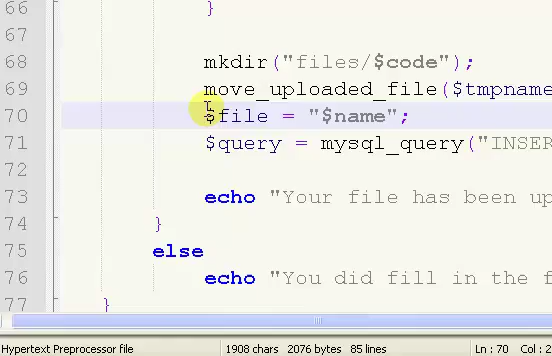 66 }
67
68 mkdir("files/$code");
69 move_uploaded_file($tmpname
70 $file = "$name";
71 $query = mysql_query("INSER
72
73 echo "Your file has been up
74 }
75 else
76 echo "You did fill in the f
77 }
Hypertext Preprocessor file 1908 chars 2076 bytes 85 lines Ln : 70 Col : 2